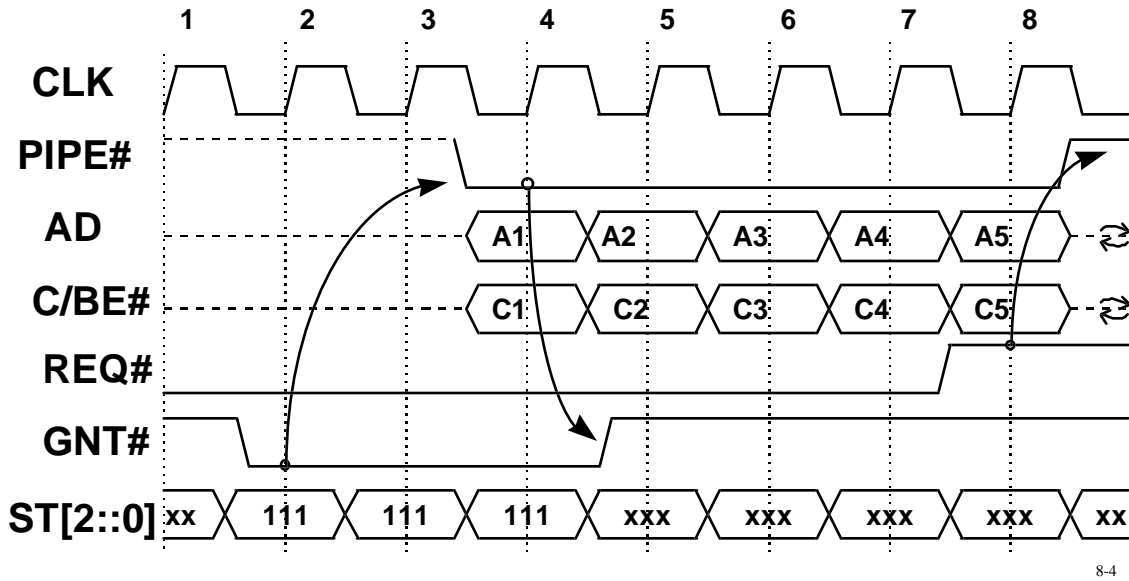 1 2 3 4 5 6 7 8
CLK
PIPE#
AD A1 A2 A3 A4 A5
C/BE# C1 C2 C3 C4 C5
REQ#
GNT#
ST[2::0] xx 111 111 111 xxx xxx xxx xxx xx
8-4